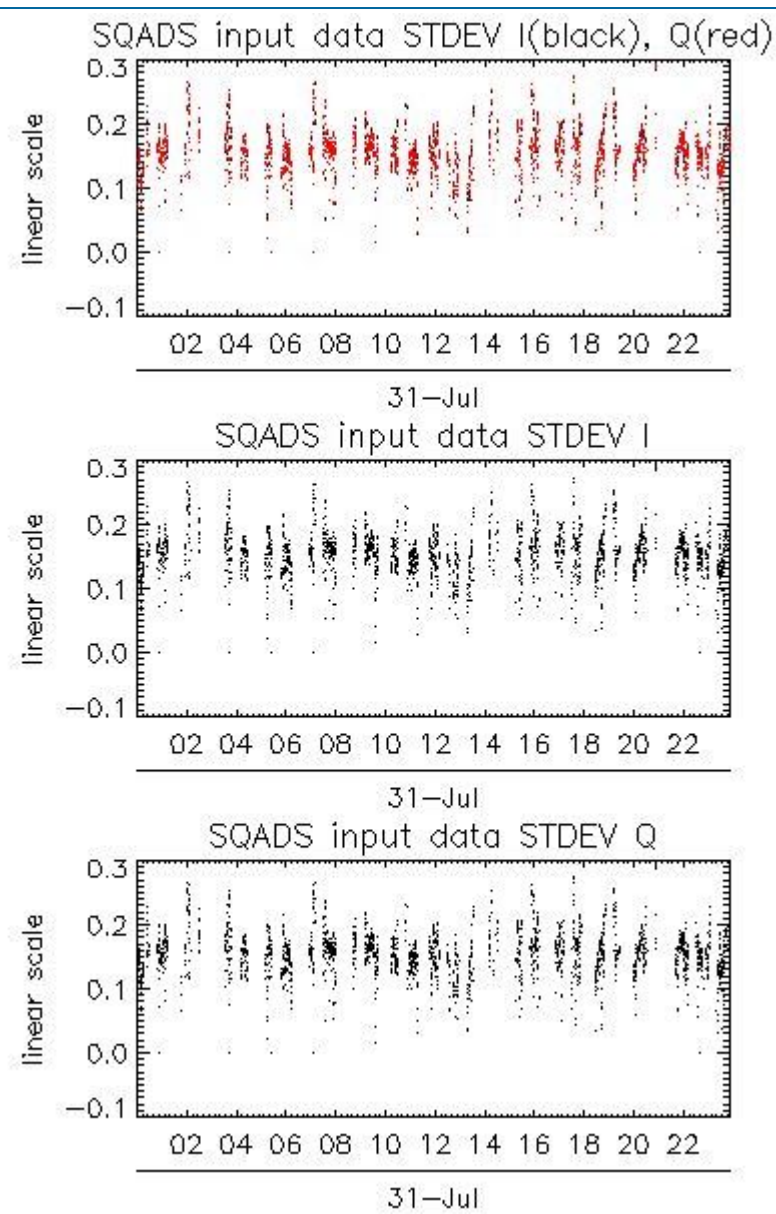 SQADS input data STDEV I(black), Q(red)
0.3
0.2
0.1
0.0
−0.1
linear scale
02 04 06 08 10 12 14 16 18 20 22
31−Jul
SQADS input data STDEV I
0.3
0.2
0.1
0.0
−0.1
linear scale
02 04 06 08 10 12 14 16 18 20 22
31−Jul
SQADS input data STDEV Q
0.3
0.2
0.1
0.0
−0.1
linear scale
02 04 06 08 10 12 14 16 18 20 22
31−Jul